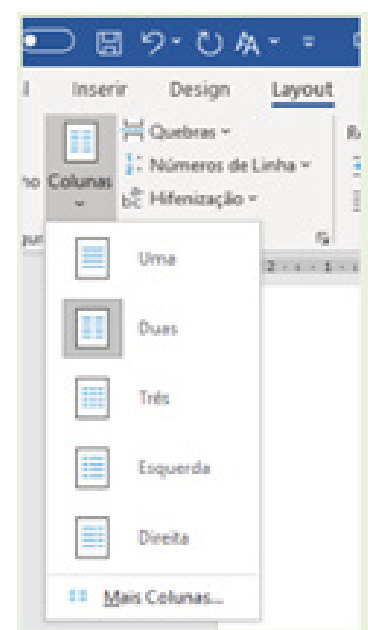 Inserir Design Layout
Quebras
Números de Linha
Colunas
Hifenização
Uma
Duas
Três
Esquerda
Direita
Mais Colunas...